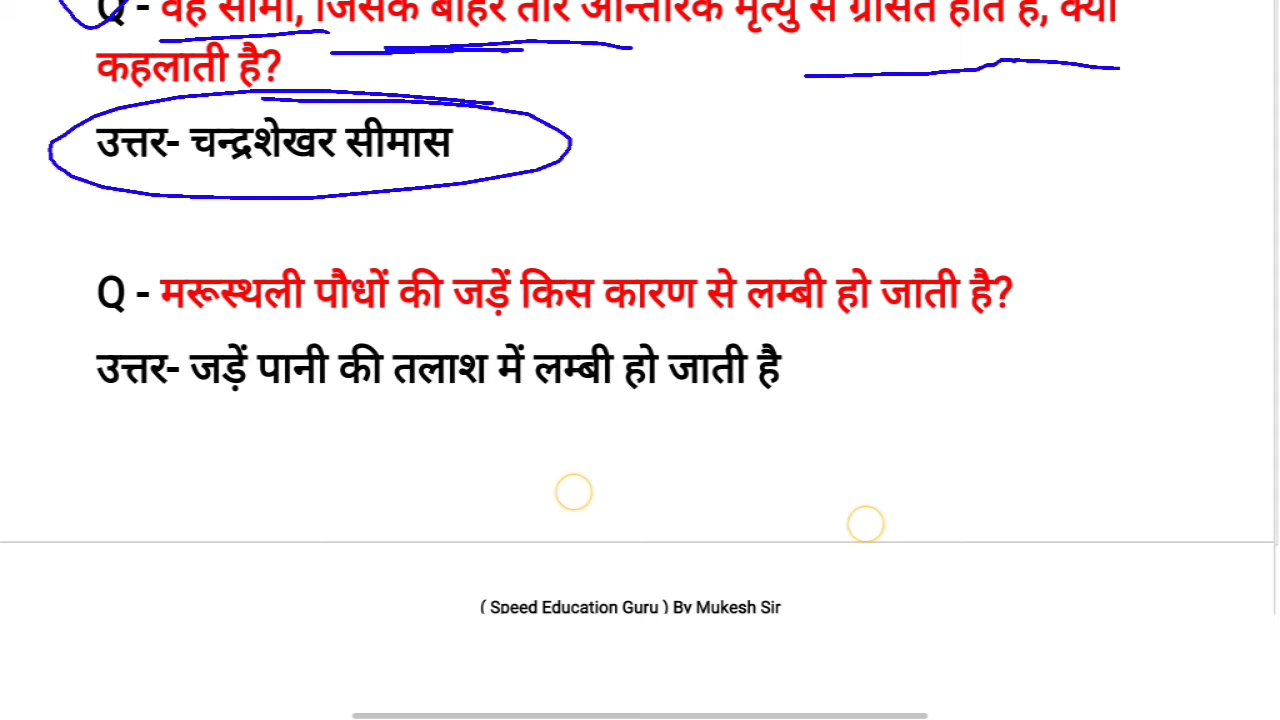 Q - वह सीमा, जिसके बाहर तारे आन्तरिक मृत्यु से ग्रसित होते है, क्या
कहलाती है?
उत्तर- चन्द्रशेखर सीमास
Q - मरूस्थली पौधों की जड़ें किस कारण से लम्बी हो जाती है?
उत्तर- जड़ें पानी की तलाश में लम्बी हो जाती है
( Speed Education Guru ) By Mukesh Sir